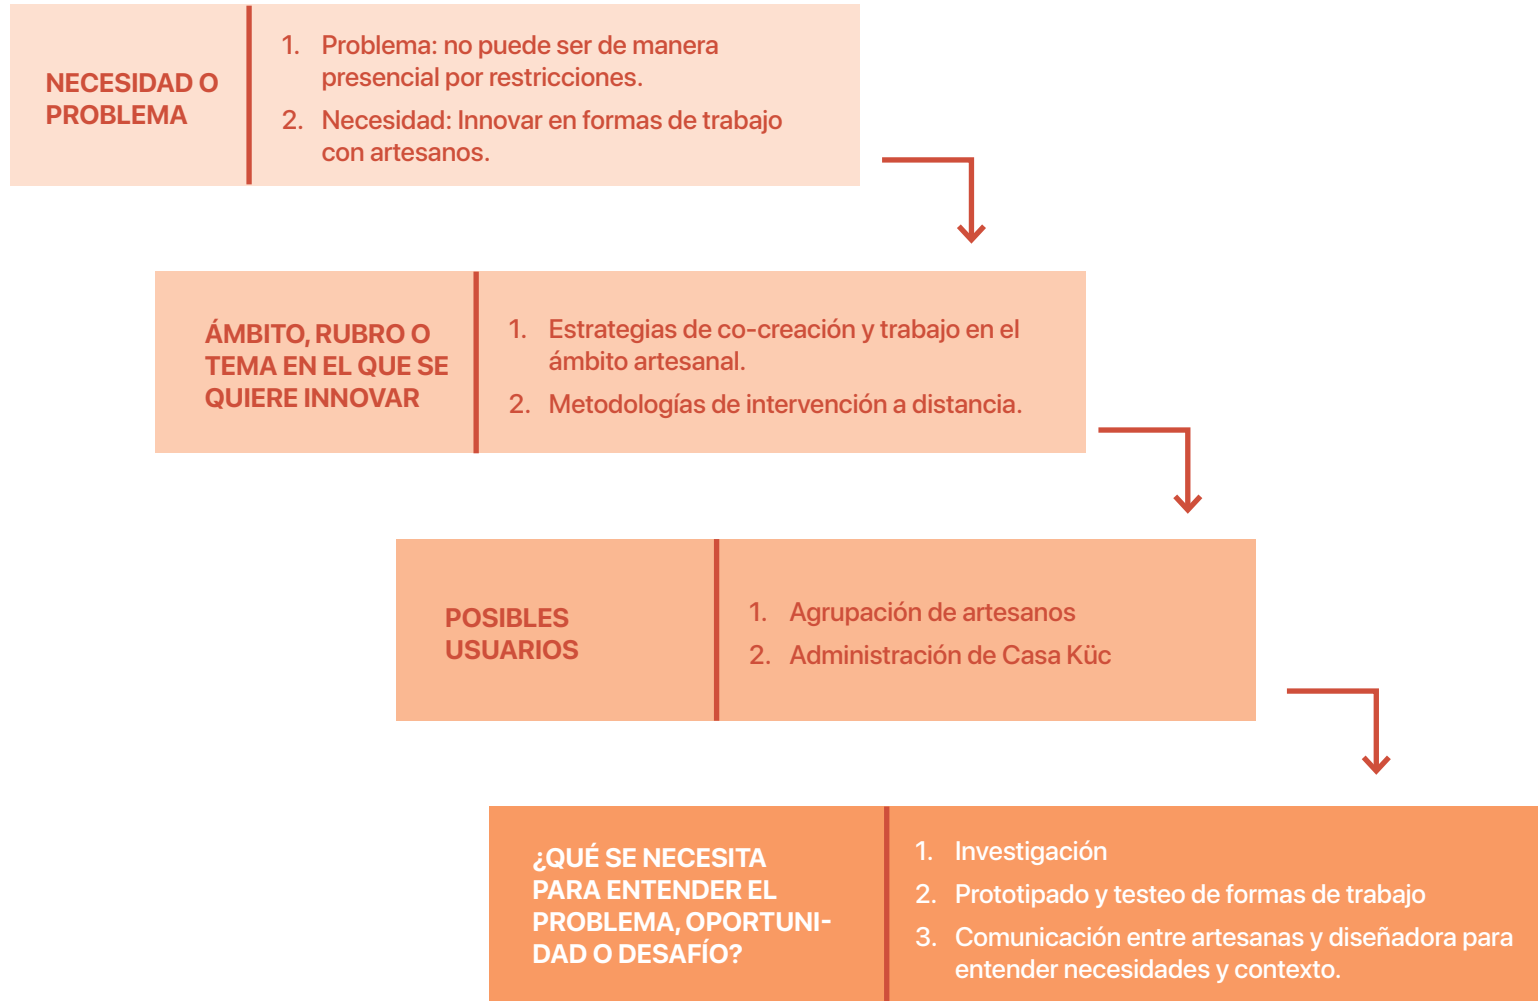 NECESIDAD O
PROBLEMA
1. Problema: no puede ser de manera
presencial por restricciones.
2. Necesidad: Innovar en formas de trabajo
con artesanos.
ÁMBITO, RUBRO O
TEMA EN EL QUE SE
QUIERE INNOVAR
1. Estrategias de co-creación y trabajo en el
ámbito artesanal.
2. Metodologías de intervención a distancia.
POSIBLES
USUARIOS
1. Agrupación de artesanos
2. Administración de Casa Küc
¿QUÉ SE NECESITA
PARA ENTENDER EL
PROBLEMA, OPORTUNI-
DAD O DESAFÍO?
1. Investigación
2. Prototipado y testeo de formas de trabajo
3. Comunicación entre artesanas y diseñadora para
entender necesidades y contexto.